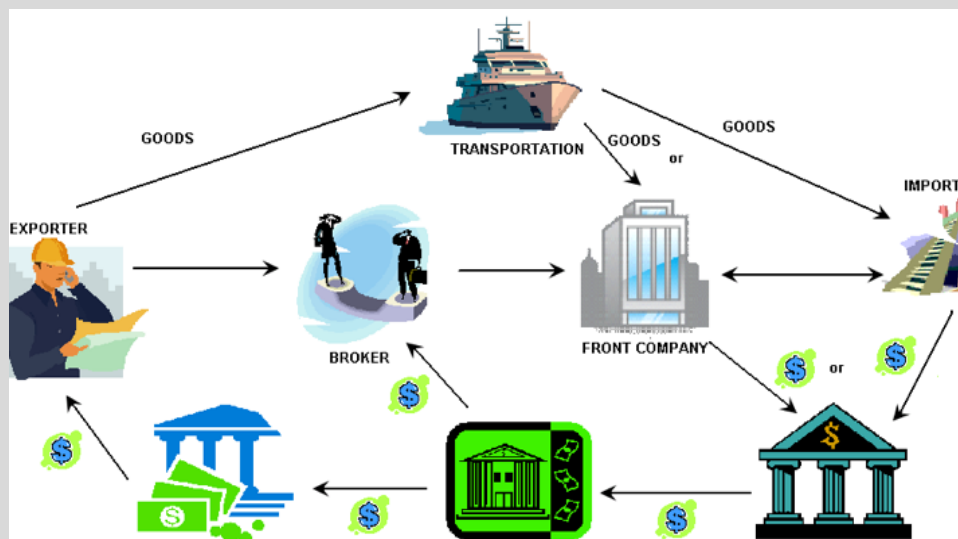 GOODS
TRANSPORTATION
GOODS
or
GOODS
EXPORTER
IMPORT
BROKER
FRONT COMPANY
$
or
$
$
$
$
$
$
$